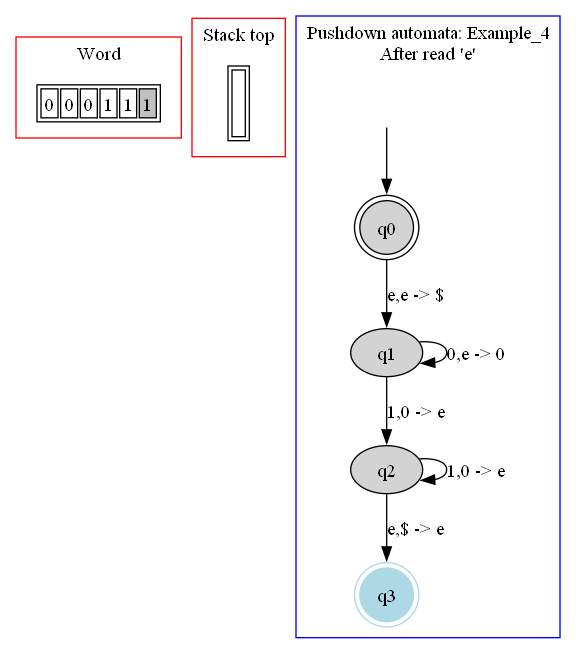 Word
0 0 0 1 1 1
Stack top
Pushdown automata: Example_4
After read 'e'
q0
e,e -> $
q1
0,e -> 0
1,0 -> e
q2
1,0 -> e
e,$ -> e
q3